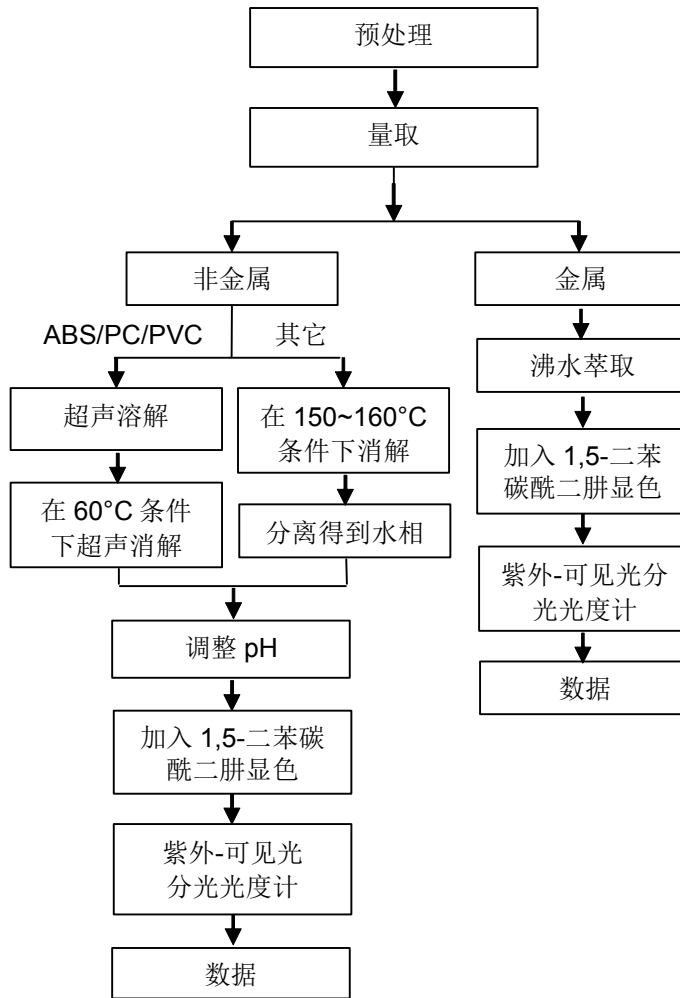 预处理
量取
非金属
金属
ABS/PC/PVC
其它
超声溶解
在 60°C 条件
下超声消解
在 150~160°C
条件下消解
分离得到水相
调整 pH
加入 1,5-二苯碳
酰二肼显色
紫外-可见光
分光光度计
数据
沸水萃取
加入 1,5-二苯
碳酰二肼显色
紫外-可见光分
光光度计
数据